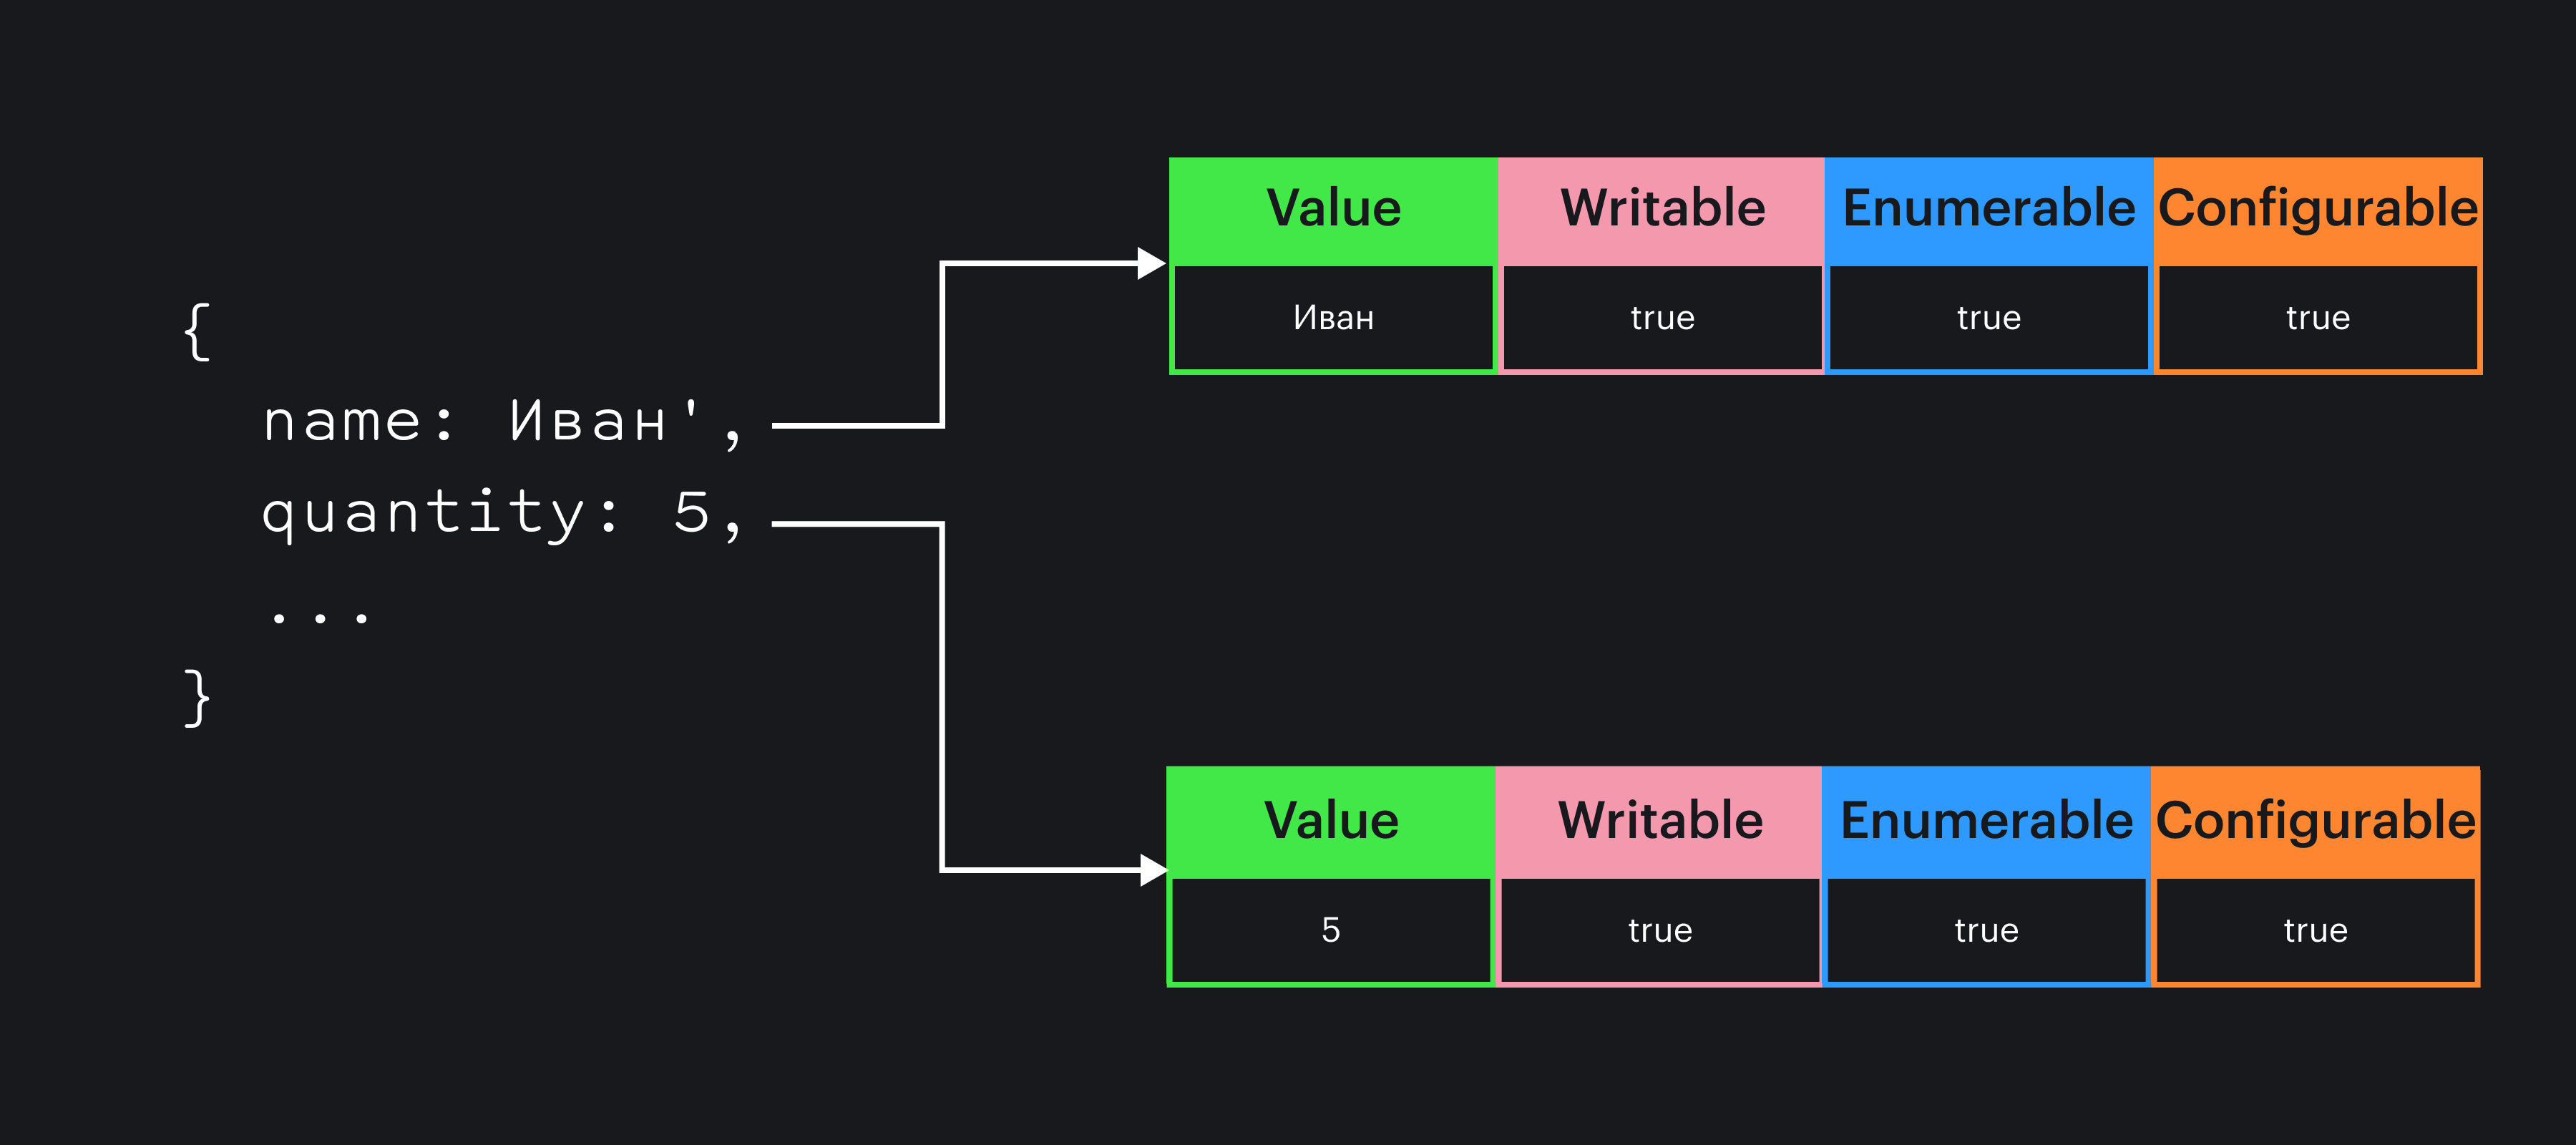 {
name: Иван',
quantity: 5,
...
}
Value Writable Enumerable Configurable
Иван true true true
Value Writable Enumerable Configurable
5 true true true